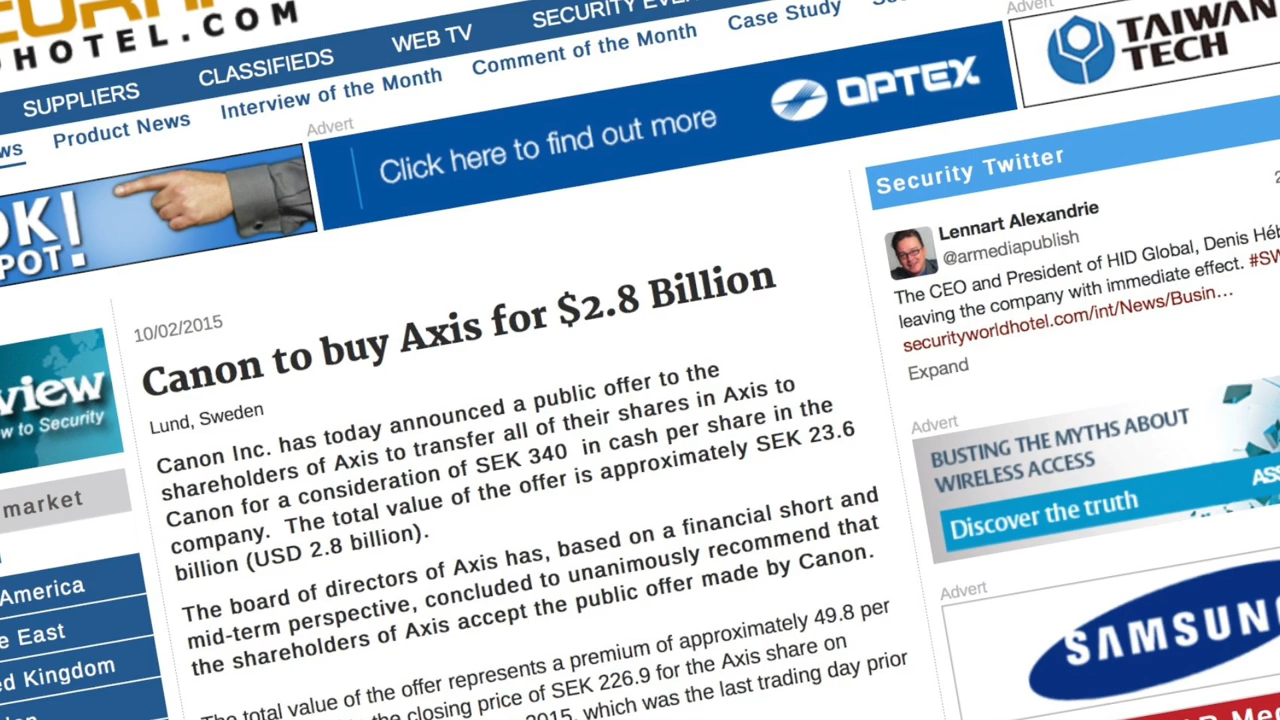 HOTEL.COM
SUPPLIERS
CLASSIFIEDS
WEB TV
Product News
Interview of the Month
Comment of the Month
Case Study
Advert
Click here to find out more
OPTEX
Advert
TAIWAN
TECH
OK!
POT!
view
w to Security
market
America
e East
ed Kingdom
10/02/2015
Canon to buy Axis for $2.8 Billion
Lund, Sweden
Canon Inc. has today announced a public offer to the
shareholders of Axis to transfer all of their shares in Axis to
Canon for a consideration of SEK 340 in cash per share in the
company. The total value of the offer is approximately SEK 23.6
billion (USD 2.8 billion).
The board of directors of Axis has, based on a financial short and
mid-term perspective, concluded to unanimously recommend that
the shareholders of Axis accept the public offer made by Canon.
total value of the offer represents a premium of approximately 49.8 per
the closing price of SEK 226.9 for the Axis share on
2015, which was the last trading day prior
Security Twitter
Lennart Alexandrie
@armediapublish
The CEO and President of HID Global, Denis Héb
leaving the company with immediate effect. #SW
securityworldhotel.com/int/News/Busin…
Expand
Advert
BUSTING THE MYTHS ABOUT
WIRELESS ACCESS
ASS
Discover the truth
Advert
SAMSUNG